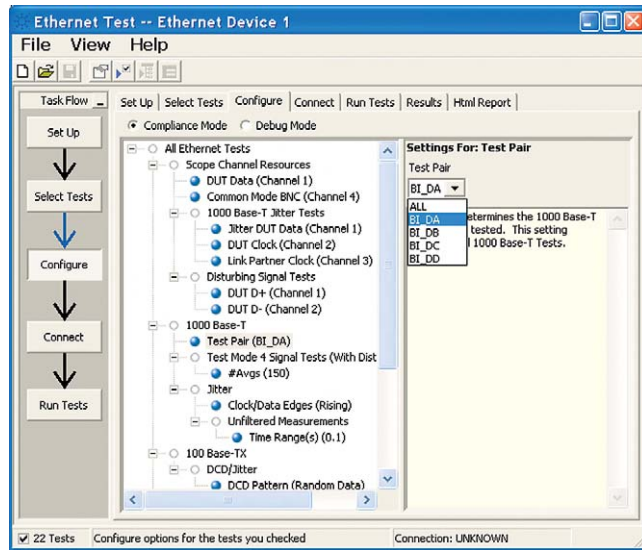 Ethernet Test -- Ethernet Device 1
File View Help
Task Flow
Set Up
Select Tests
Configure
Connect
Run Tests
Set Up Select Tests Configure Connect Run Tests Results Html Report
Compliance Mode Debug Mode
All Ethernet Tests
Scope Channel Resources
DUT Data (Channel 1)
Common Mode BNC (Channel 4)
1000 Base-T Jitter Tests
Jitter DUT Data (Channel 1)
DUT Clock (Channel 2)
Link Partner Clock (Channel 3)
Disturbing Signal Tests
DUT D+ (Channel 1)
DUT D- (Channel 2)
1000 Base-T
Test Pair (BI_DA)
Test Mode 4 Signal Tests (With Dist
#Avgs (150)
Jitter
Clock/Data Edges (Rising)
Unfiltered Measurements
Time Range(s) (0.1)
100 Base-TX
DCD/Jitter
DCD Pattern (Random Data)
Settings For: Test Pair
Test Pair
BI_DA
ALL
BI_DA
BI_DB
BI_DC
BI_DD
etermines the 1000 Base-T
tested. This setting
1000 Base-T Tests.
22 Tests Configure options for the tests you checked Connection: UNKNOWN